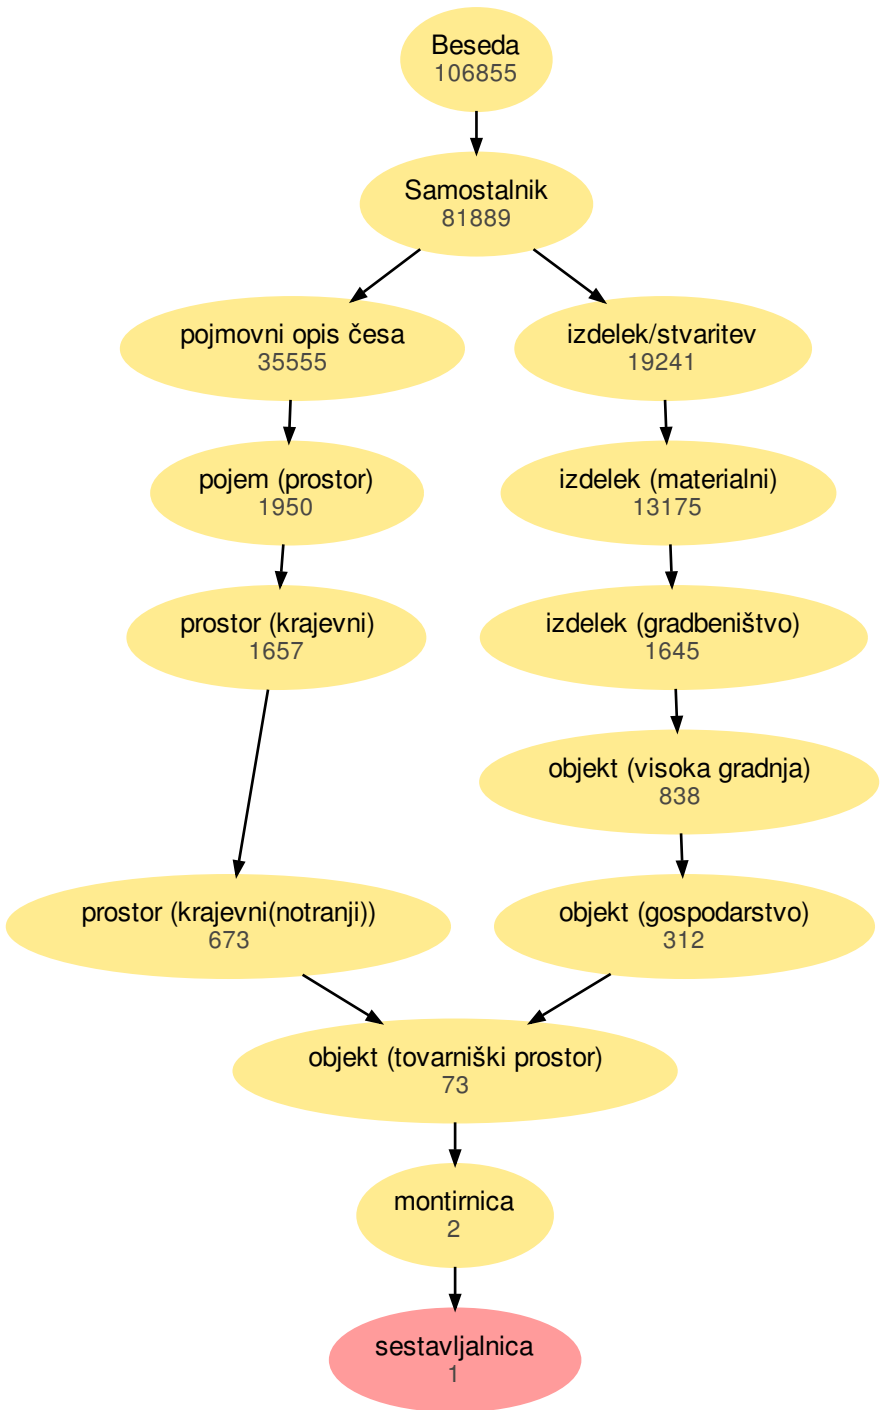 Beseda
106855
Samostalnik
81889
pojmovni opis česa
35555
izdelek/stvaritev
19241
pojem (prostor)
1950
izdelek (materialni)
13175
prostor (krajevni)
1657
izdelek (gradbeništvo)
1645
objekt (visoka gradnja)
838
prostor (krajevni(notranji))
673
objekt (gospodarstvo)
312
objekt (tovarniški prostor)
73
montirnica
2
sestavljalnica
1